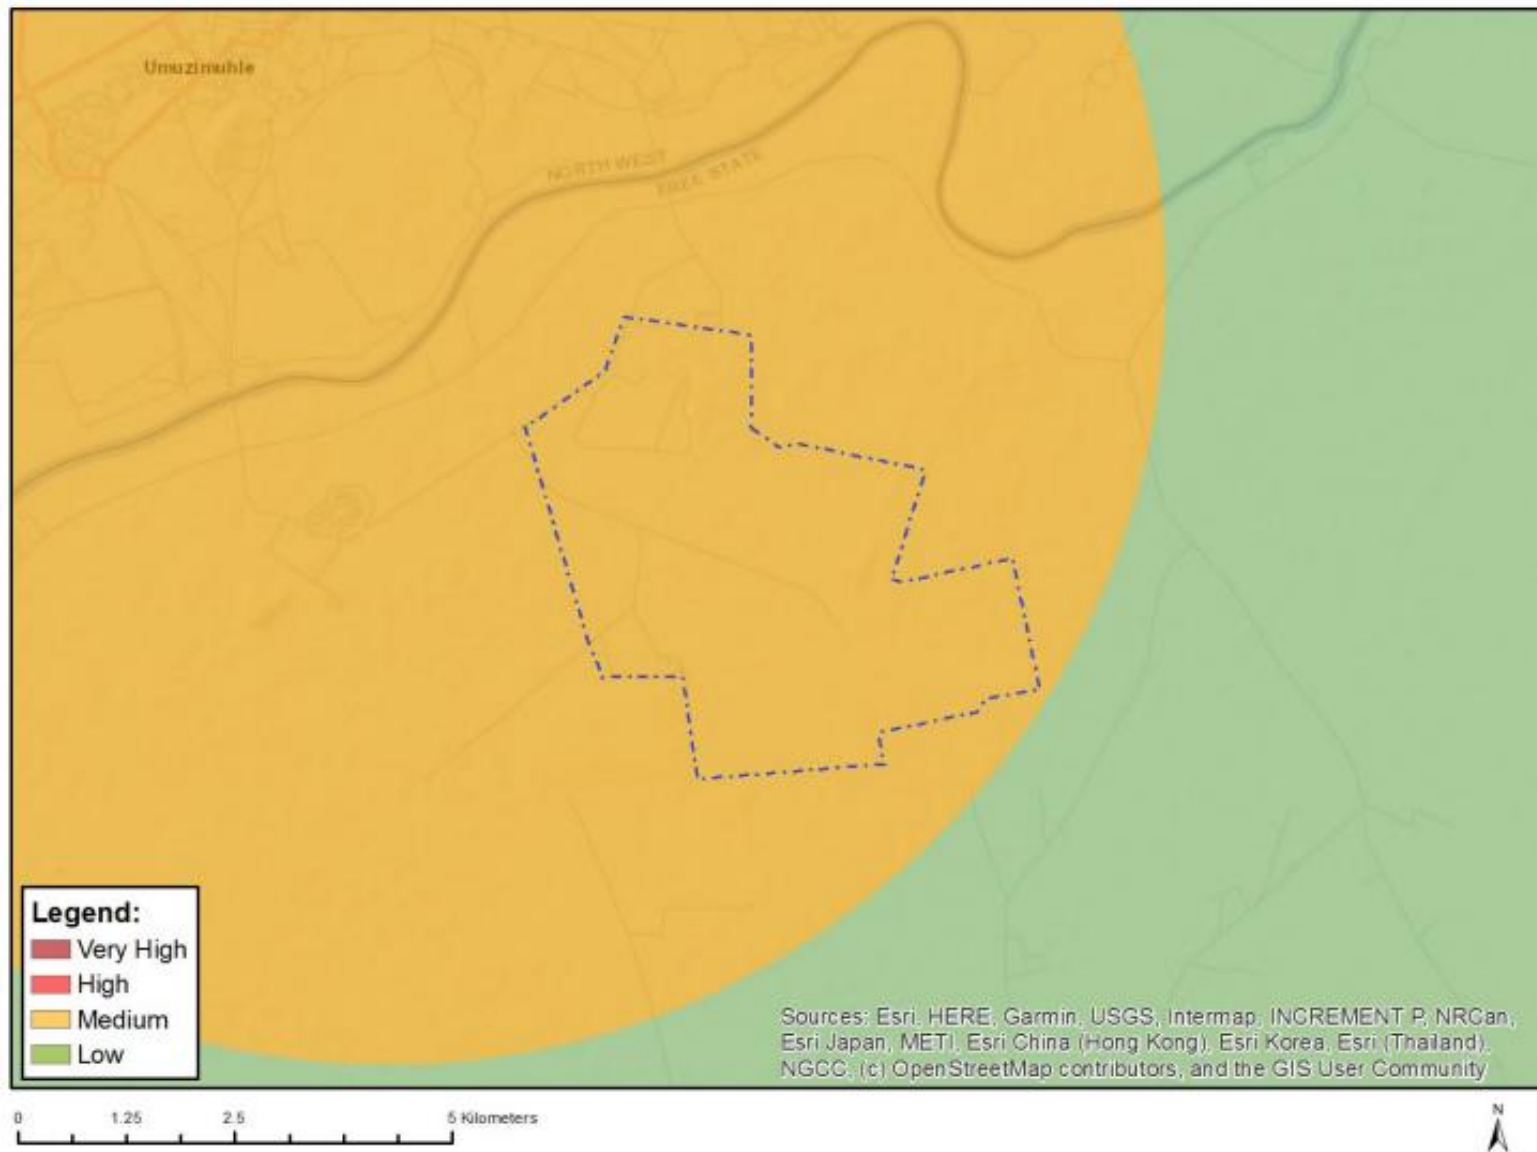 Umuzimuhle
NORTH WEST
FREE STATE
Legend:
Very High
High
Medium
Low
Sources: Esri, HERE, Garmin, USGS, Intermap, INCREMENT P, NRCan,
Esri Japan, METI, Esri China (Hong Kong), Esri Korea, Esri (Thailand),
NGCC, (c) OpenStreetMap contributors, and the GIS User Community
0 1.25 2.5 5 Kilometers
N